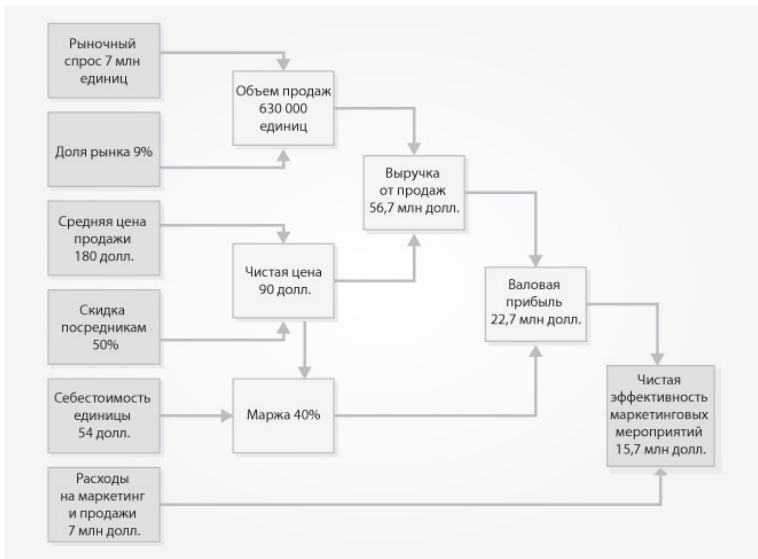 Рыночный
спрос 7 млн
единиц
Доля рынка 9%
Средняя цена
продажи
180 долл.
Скидка
посредникам
50%
Себестоимость
единицы
54 долл.
Расходы
на маркетинг
и продажи
7 млн долл.
Объем продаж
630 000
единиц
Чистая цена
90 долл.
Маржа 40%
Выручка
от продаж
56,7 млн долл.
Валовая
прибыль
22,7 млн долл.
Чистая
эффективность
маркетинговых
мероприятий
15,7 млн долл.